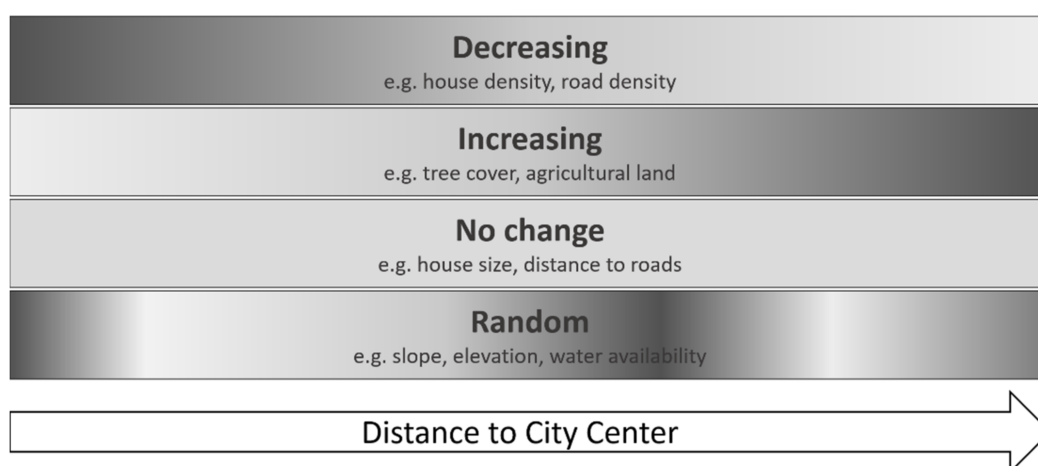 Decreasing
e.g. house density, road density
Increasing
e.g. tree cover, agricultural land
No change
e.g. house size, distance to roads
Random
e.g. slope, elevation, water availability
Distance to City Center